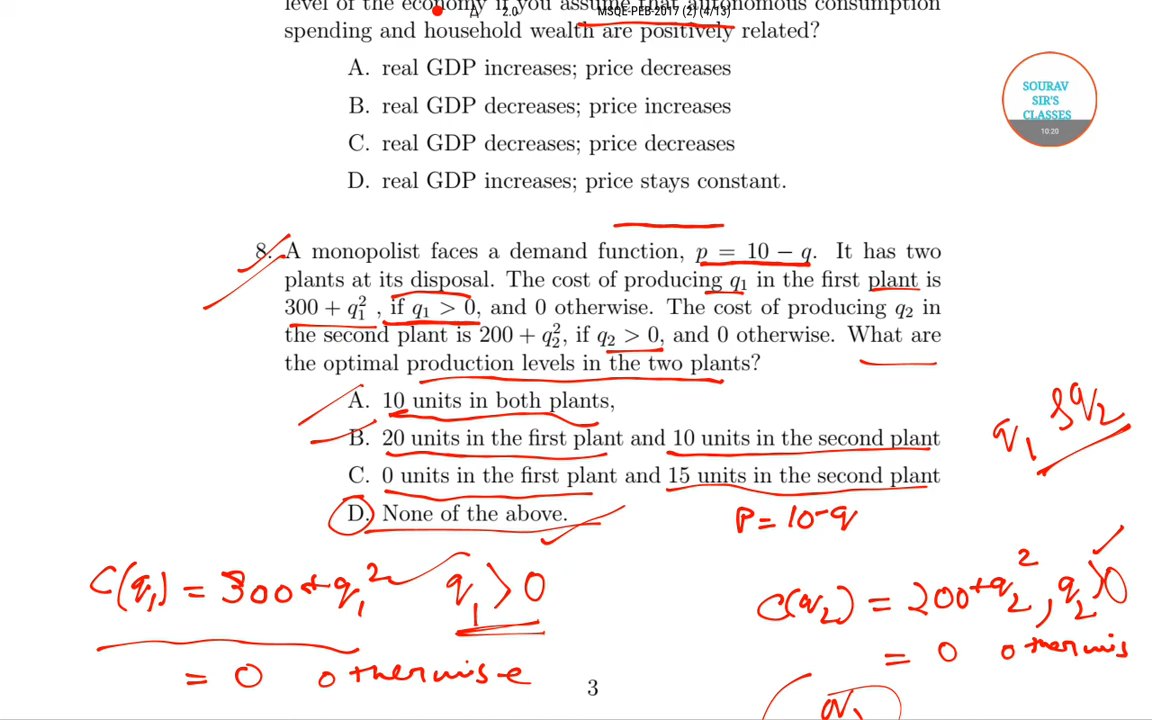 level of the economy if you assume that autonomous consumption
2.0
MSQE-PEB-2017 (2) (4/13)
spending and household wealth are positively related?
A. real GDP increases; price decreases
B. real GDP decreases; price increases
C. real GDP decreases; price decreases
D. real GDP increases; price stays constant.
SOURAV
SIR'S
CLASSES
10:20
8. A monopolist faces a demand function, p = 10 − q. It has two
plants at its disposal. The cost of producing q₁ in the first plant is
300 + q₁² , if q₁ > 0, and 0 otherwise. The cost of producing q₂ in
the second plant is 200 + q₂², if q₂ > 0, and 0 otherwise. What are
the optimal production levels in the two plants?
A. 10 units in both plants,
B. 20 units in the first plant and 10 units in the second plant
C. 0 units in the first plant and 15 units in the second plant
D. None of the above.
q₁ q₂
P = 10-q
C(q₁) = 300+q₁² q₁ > 0
= 0 otherwise
C(q₂) = 200+q₂², q₂>0
= 0 otherwis
3